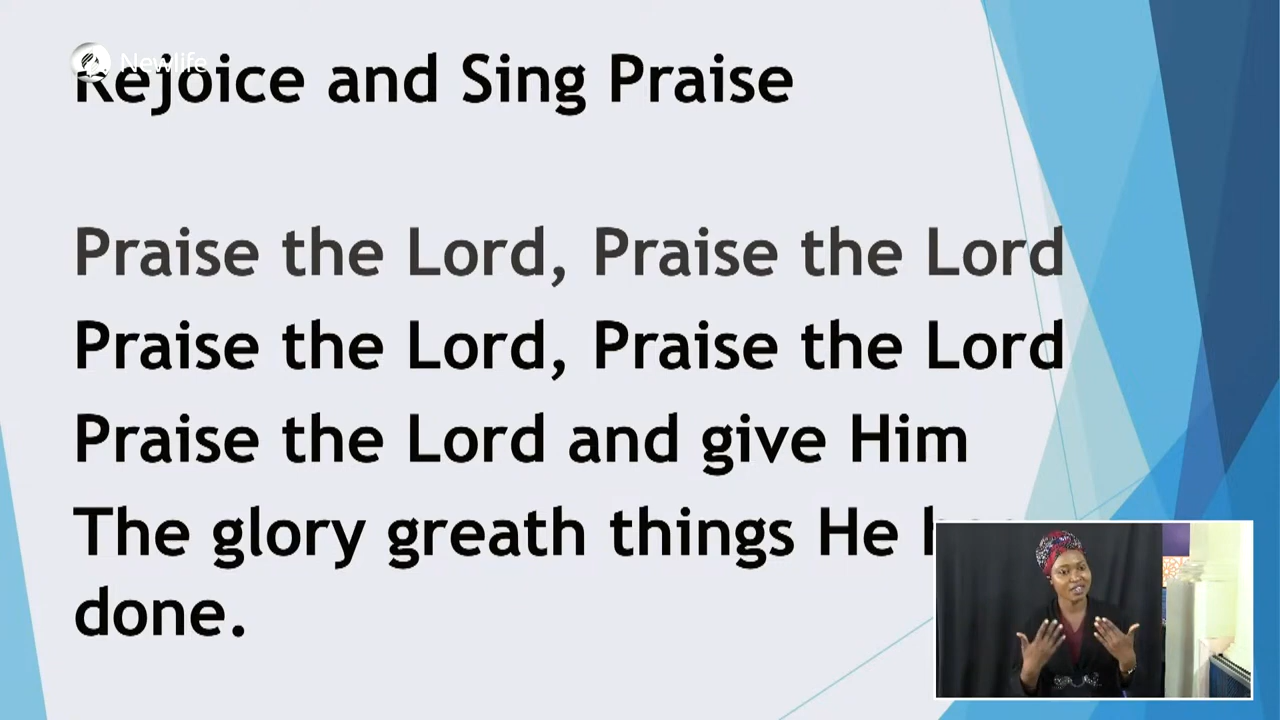 Newlife
Rejoice and Sing Praise
Praise the Lord, Praise the Lord
Praise the Lord, Praise the Lord
Praise the Lord and give Him
The glory greath things He
done.